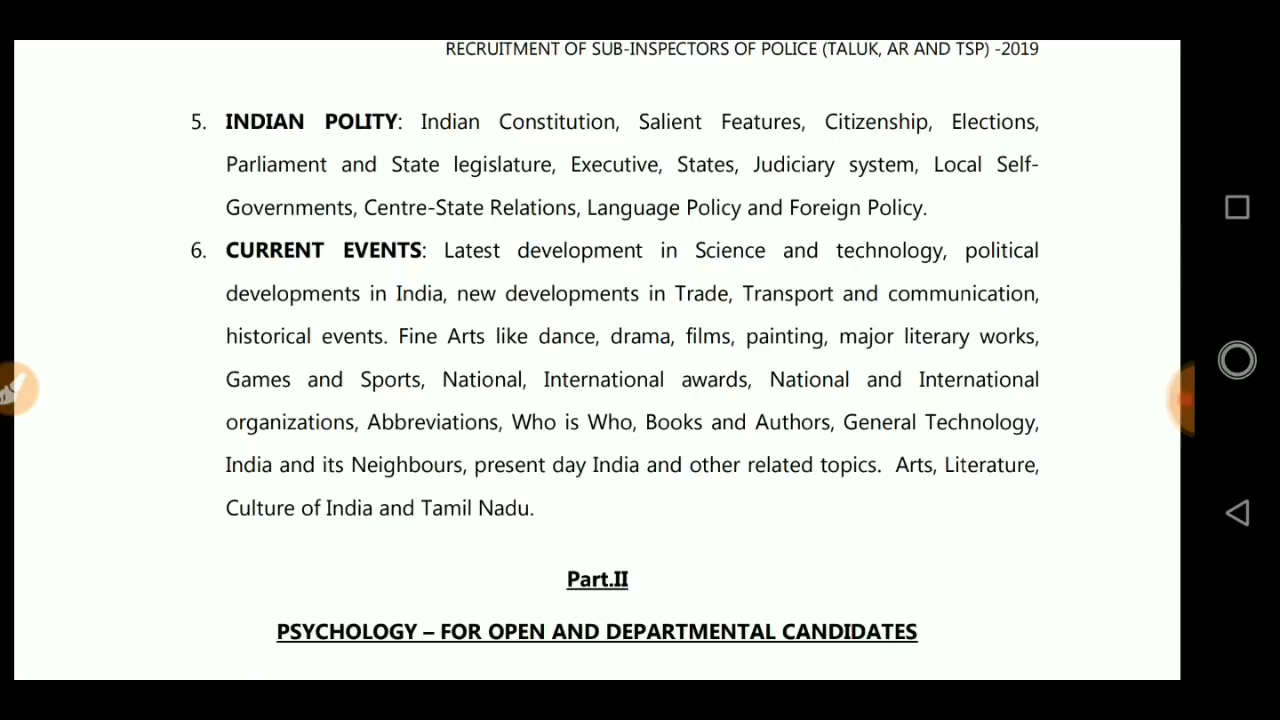 RECRUITMENT OF SUB-INSPECTORS OF POLICE (TALUK, AR AND TSP) -2019
5. INDIAN POLITY: Indian Constitution, Salient Features, Citizenship, Elections,
Parliament and State legislature, Executive, States, Judiciary system, Local Self-
Governments, Centre-State Relations, Language Policy and Foreign Policy.
6. CURRENT EVENTS: Latest development in Science and technology, political
developments in India, new developments in Trade, Transport and communication,
historical events. Fine Arts like dance, drama, films, painting, major literary works,
Games and Sports, National, International awards, National and International
organizations, Abbreviations, Who is Who, Books and Authors, General Technology,
India and its Neighbours, present day India and other related topics. Arts, Literature,
Culture of India and Tamil Nadu.
Part.II
PSYCHOLOGY – FOR OPEN AND DEPARTMENTAL CANDIDATES